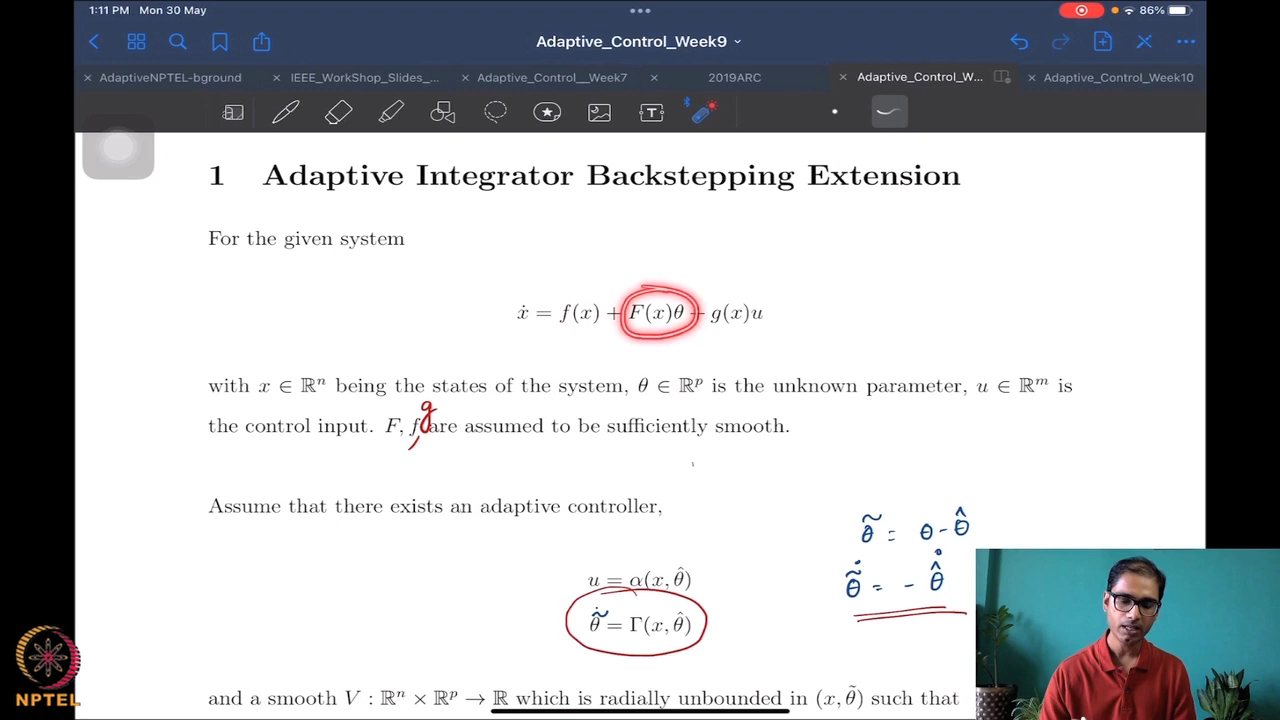 1:11 PM Mon 30 May
86%
Adaptive_Control_Week9
AdaptiveNPTEL-bground
IEEE_WorkShop_Slides_...
Adaptive_Control__Week7
2019ARC
Adaptive_Control_W...
Adaptive_Control_Week10
1 Adaptive Integrator Backstepping Extension
For the given system
ẋ = f(x) + F(x)θ + g(x)u
with x ∈ ℝⁿ being the states of the system, θ ∈ ℝᵖ is the unknown parameter, u ∈ ℝᵐ is
the control input. F, f, g are assumed to be sufficiently smooth.
Assume that there exists an adaptive controller,
θ̃ = θ - θ̂
u = α(x, θ̂)
θ̃̇ = - θ̂̇
θ̃̇ = Γ(x, θ̂)
and a smooth V : ℝⁿ × ℝᵖ → ℝ which is radially unbounded in (x, θ̃) such that
NPTEL